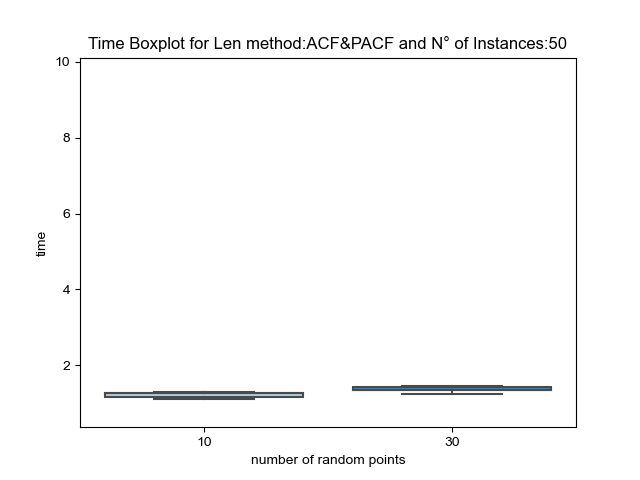 Time Boxplot for Len method:ACF&PACF and N° of Instances:50
10
8
6
4
2
time
10
30
number of random points